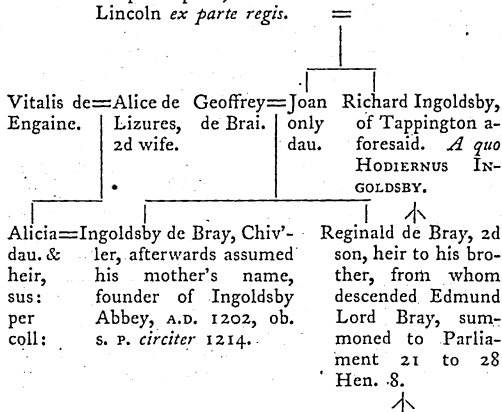 Lincoln ex parte regis. =
Vitalis de=Alice de Geoffrey=Joan Richard Ingoldsby,
Engaine. Lizures, de Brai. only of Tappington a-
2d wife. dau. foresaid. A quo
HODIERNUS IN-
GOLDSBY.
Alicia=Ingoldsby de Bray, Chiv'-
dau. & ler, afterwards assumed
heir, his mother's name,
sus: founder of Ingoldsby
per Abbey, A.D. 1202, ob.
coll: s. P. circiter 1214.
Reginald de Bray, 2d
son, heir to his bro-
ther, from whom
descended Edmund
Lord Bray, sum-
moned to Parlia-
ment 21 to 28
Hen. 8.